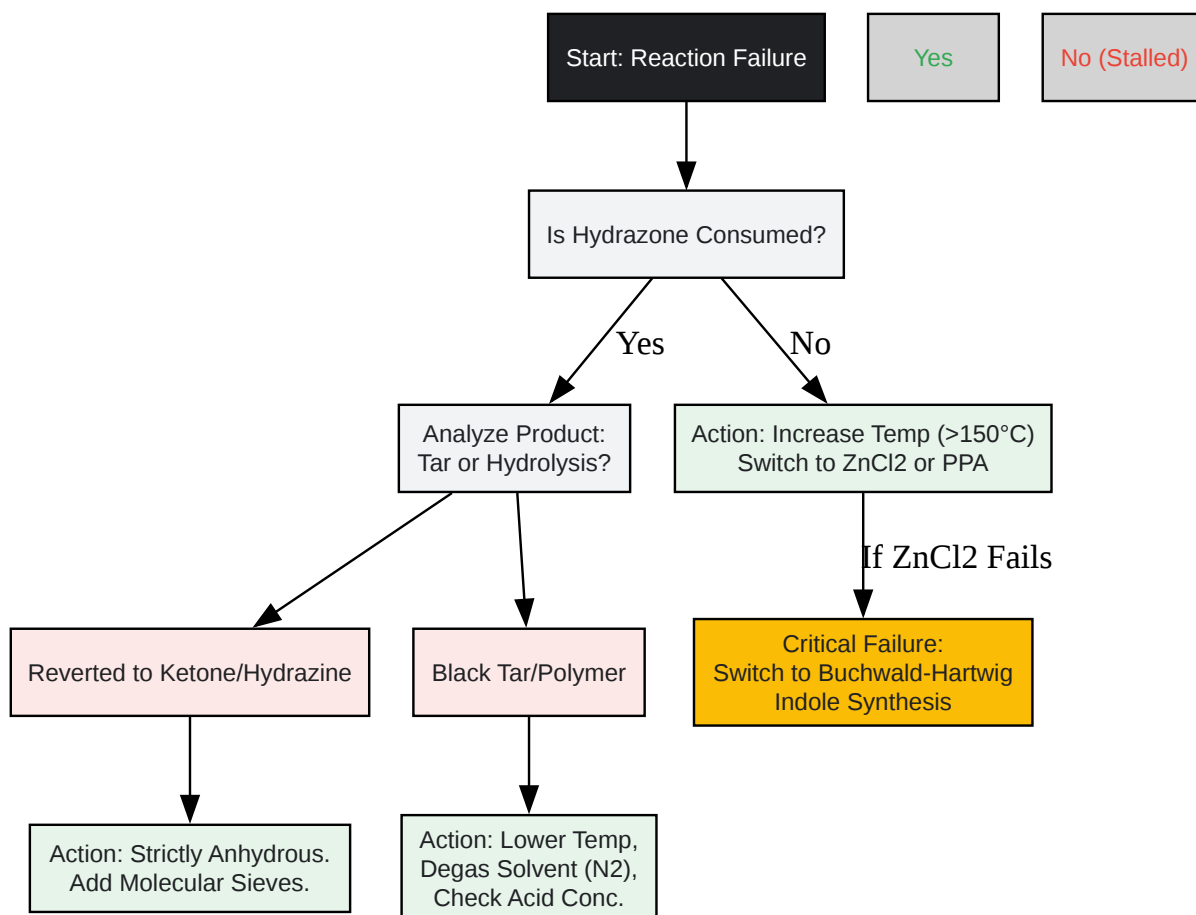 Start: Reaction Failure
Yes
No (Stalled)
Is Hydrazone Consumed?
Yes
No
Analyze Product:
Tar or Hydrolysis?
Action: Increase Temp (>150°C)
Switch to ZnCl2 or PPA
If ZnCl2 Fails
Reverted to Ketone/Hydrazine
Black Tar/Polymer
Critical Failure:
Switch to Buchwald-Hartwig
Indole Synthesis
Action: Strictly Anhydrous.
Add Molecular Sieves.
Action: Lower Temp,
Degas Solvent (N2),
Check Acid Conc.